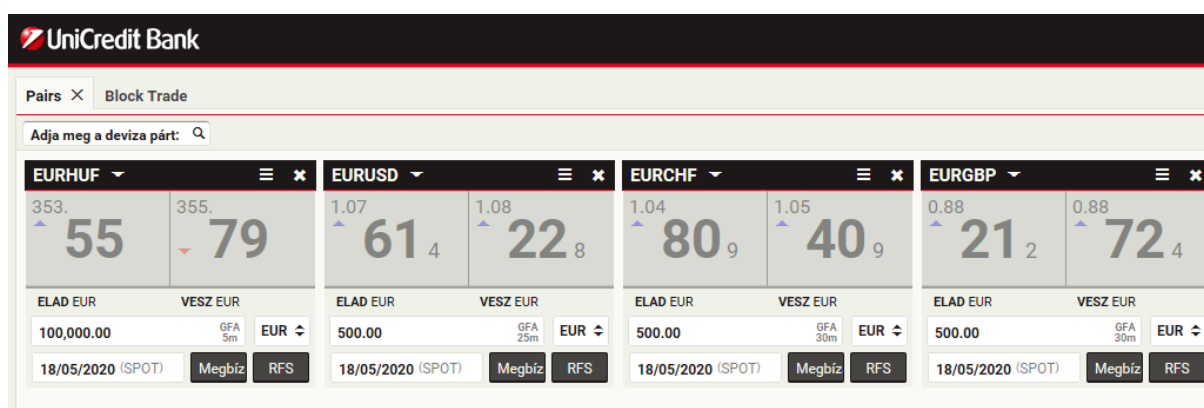 UniCredit Bank
Pairs Block Trade
Adja meg a deviza párt:
EURHUF
353. 55 355. 79
ELAD EUR VESZ EUR
100,000.00 GFA 5m EUR
18/05/2020 (SPOT) Megbíz RFS
EURUSD
1.07 61 4 1.08 22 8
ELAD EUR VESZ EUR
500.00 GFA 25m EUR
18/05/2020 (SPOT) Megbíz RFS
EURCHF
1.04 80 9 1.05 40 9
ELAD EUR VESZ EUR
500.00 GFA 30m EUR
18/05/2020 (SPOT) Megbíz RFS
EURGBP
0.88 21 2 0.88 72 4
ELAD EUR VESZ EUR
500.00 GFA 30m EUR
18/05/2020 (SPOT) Megbíz RFS